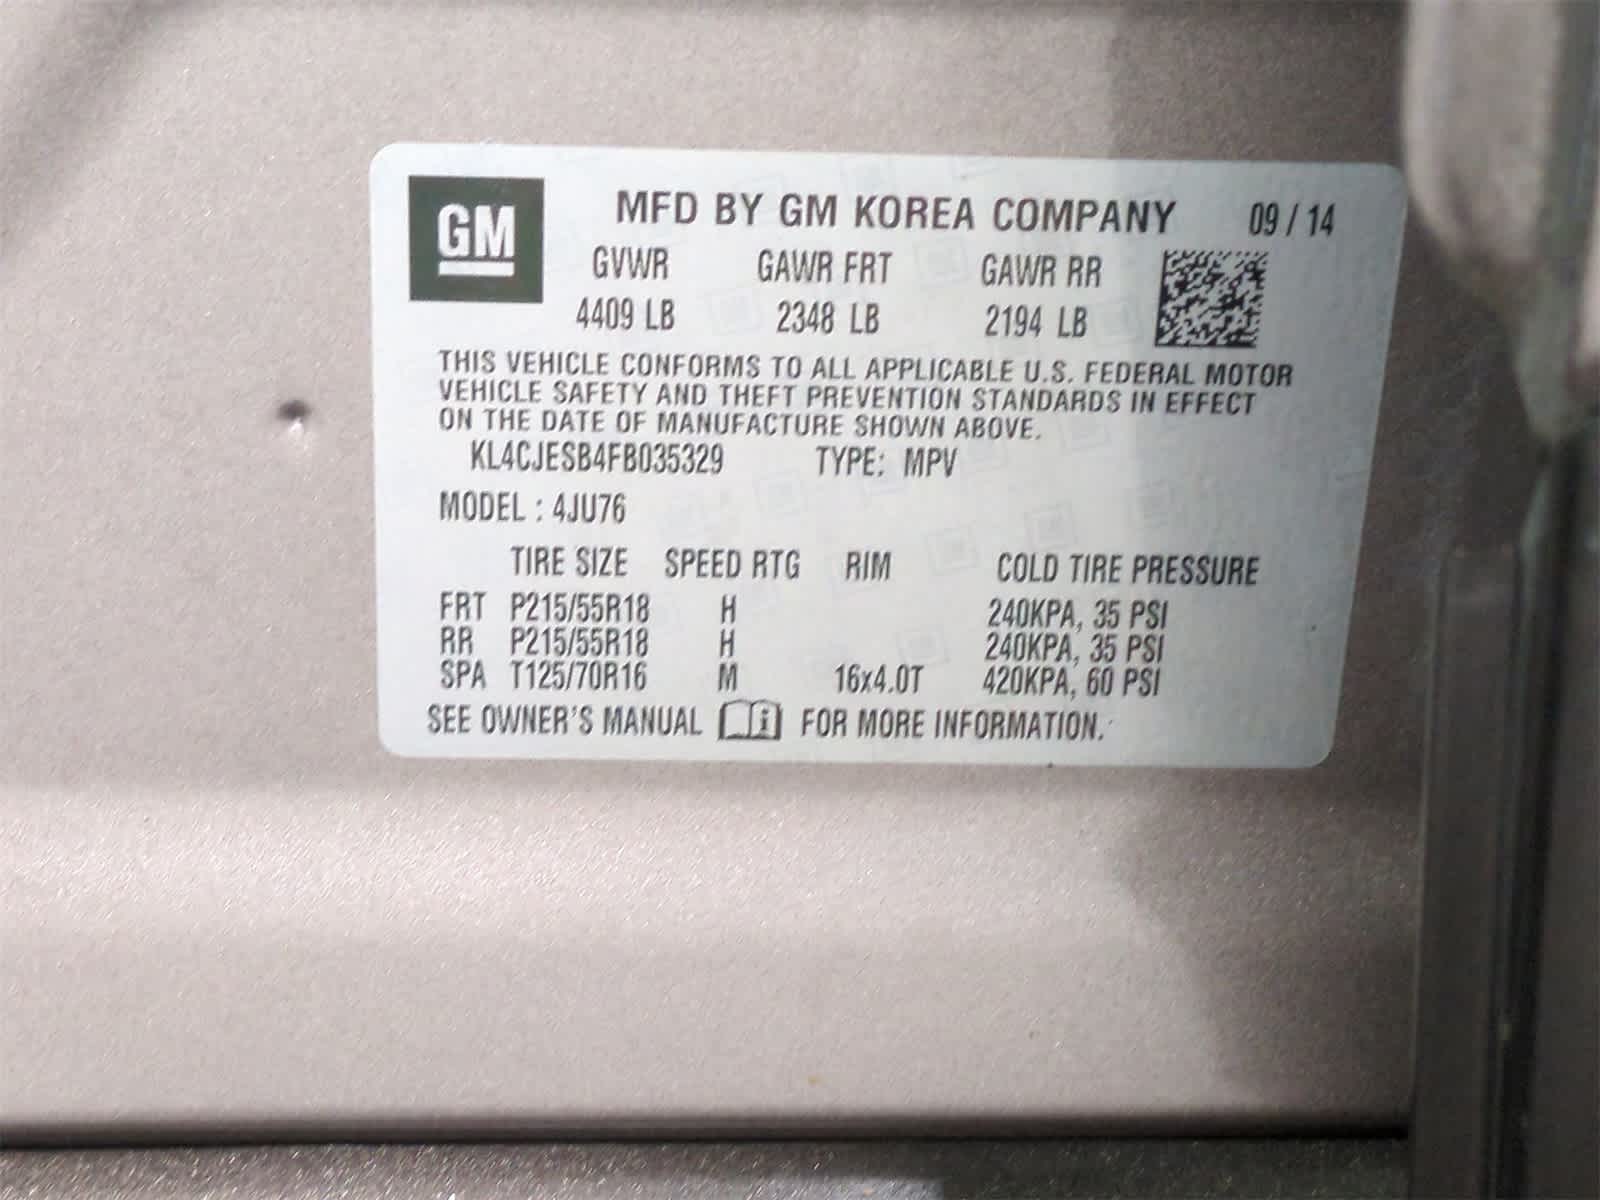 GM MFD BY GM KOREA COMPANY 09 / 14
GVWR GAWR FRT GAWR RR
4409 LB 2348 LB 2194 LB
THIS VEHICLE CONFORMS TO ALL APPLICABLE U.S. FEDERAL MOTOR
VEHICLE SAFETY AND THEFT PREVENTION STANDARDS IN EFFECT
ON THE DATE OF MANUFACTURE SHOWN ABOVE.
KL4CJESB4FB035329 TYPE: MPV
MODEL : 4JU76
TIRE SIZE SPEED RTG RIM COLD TIRE PRESSURE
FRT P215/55R18 H 240KPA, 35 PSI
RR P215/55R18 H 240KPA, 35 PSI
SPA T125/70R16 M 16x4.0T 420KPA, 60 PSI
SEE OWNER'S MANUAL i FOR MORE INFORMATION.